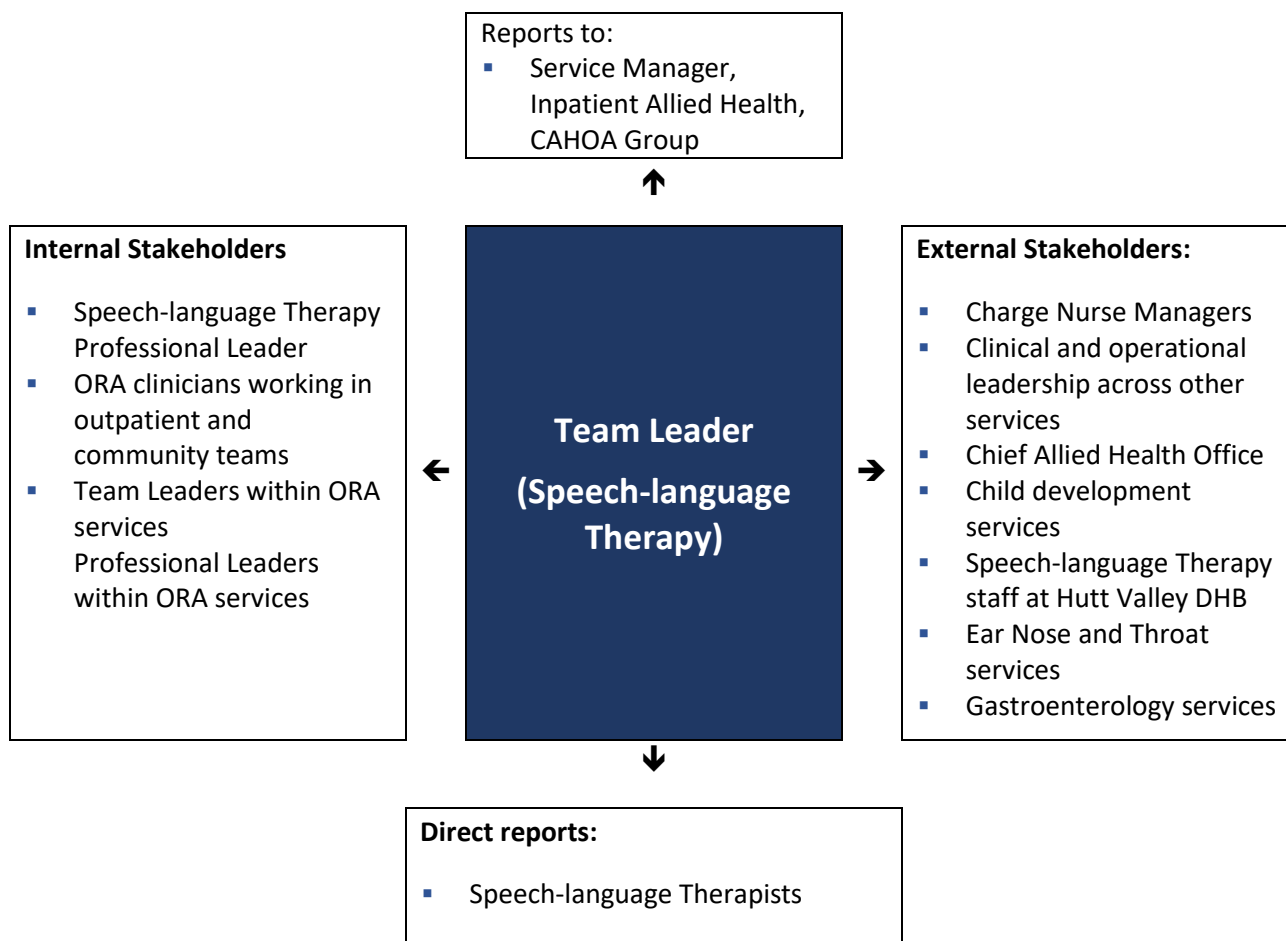 Reports to:
▪ Service Manager,
Inpatient Allied Health,
CAHOA Group
Internal Stakeholders
▪ Speech-language Therapy
Professional Leader
▪ ORA clinicians working in
outpatient and
community teams
▪ Team Leaders within ORA
services
Professional Leaders
within ORA services
Team Leader
(Speech-language
Therapy)
External Stakeholders:
▪ Charge Nurse Managers
▪ Clinical and operational
leadership across other
services
▪ Chief Allied Health Office
▪ Child development
services
▪ Speech-language Therapy
staff at Hutt Valley DHB
▪ Ear Nose and Throat
services
▪ Gastroenterology services
Direct reports:
▪ Speech-language Therapists